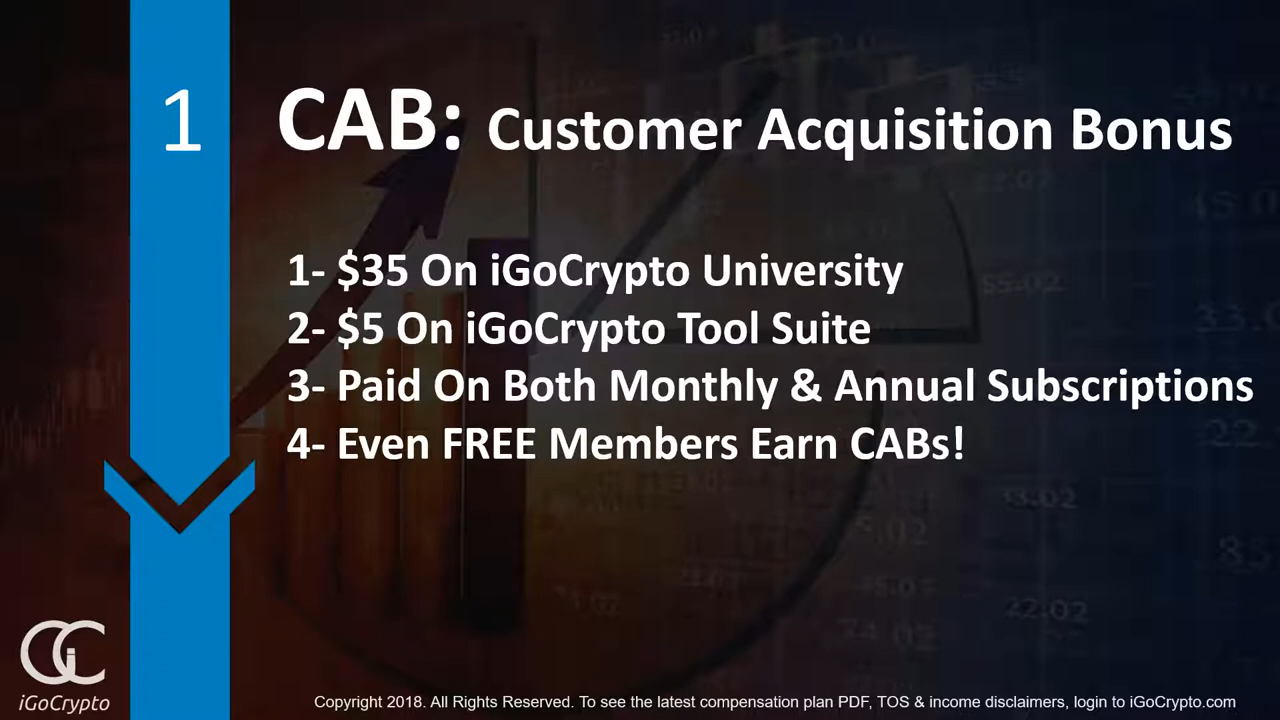 1
CAB: Customer Acquisition Bonus
1- $35 On iGoCrypto University
2- $5 On iGoCrypto Tool Suite
3- Paid On Both Monthly & Annual Subscriptions
4- Even FREE Members Earn CABs!
iGoCrypto
Copyright 2018. All Rights Reserved. To see the latest compensation plan PDF, TOS & income disclaimers, login to iGoCrypto.com